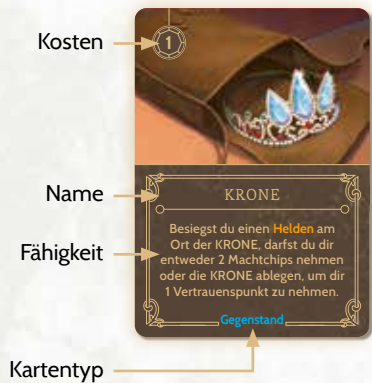 Kosten
1
Name
KRONE
Fähigkeit
Besiegst du einen Helden am
Ort der KRONE, darfst du dir
entweder 2 Machtchips nehmen
oder die KRONE ablegen, um dir
1 Vertrauenspunkt zu nehmen.
Gegenstand
Kartentyp